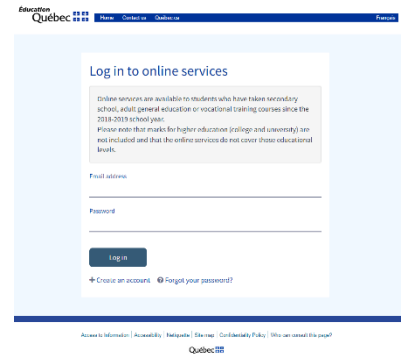 Éducation
Québec
Home Contact us Québec.ca Français
Log in to online services
Online services are available to students who have taken secondary
school, adult general education or vocational training courses since the
2018-2019 school year.
Please note that marks for higher education (college and university) are
not included and that the online services do not cover those educational
levels.
Email address
Password
Log in
Create an account Forgot your password?
Access to Information | Accessibility | Netiquette | Site map | Confidentiality Policy | Who can consult this page?
Québec